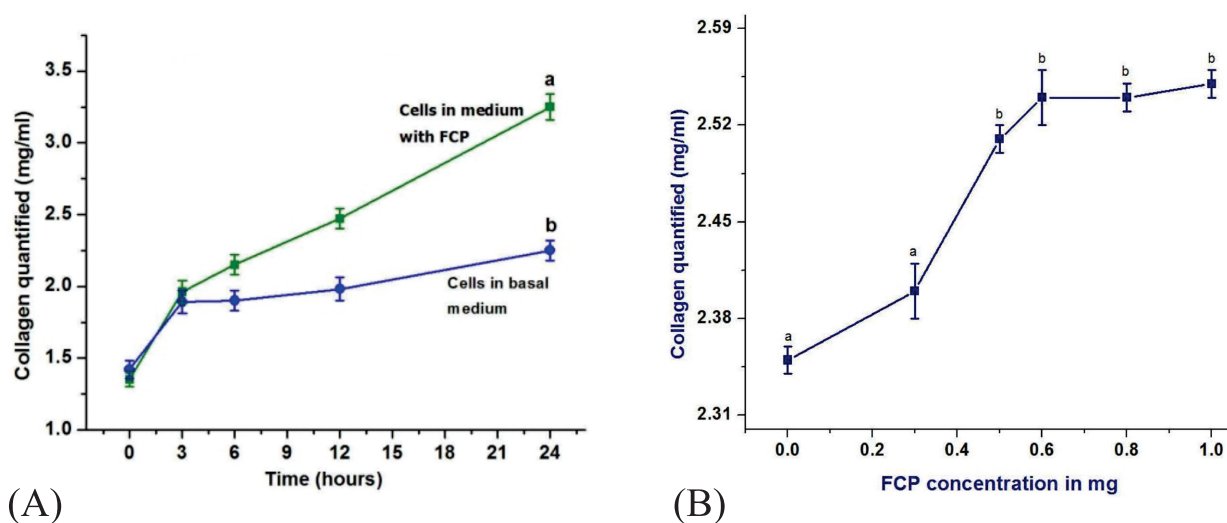 3.5
3.0
2.5
2.0
1.5
1.0
Collagen quantified (mg/ml)
a
Cells in medium
with FCP
b
Cells in basal
medium
0 3 6 9 12 15 18 21 24
Time (hours)
(A)
2.59
2.52
2.45
2.38
2.31
Collagen quantified (mg/ml)
a
a
b
b
b
b
0.0 0.2 0.4 0.6 0.8 1.0
FCP concentration in mg
(B)